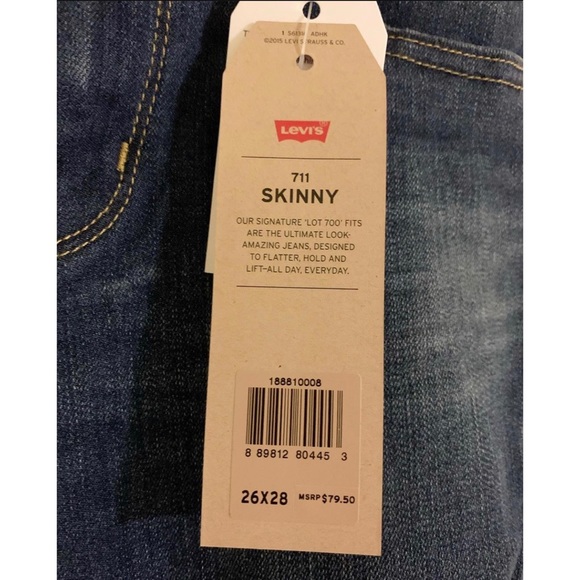 T
©2015 LEVI STRAUSS & CO.
LEVI'S
711
SKINNY
OUR SIGNATURE 'LOT 700' FITS
ARE THE ULTIMATE LOOK-
AMAZING JEANS, DESIGNED
TO FLATTER, HOLD AND
LIFT—ALL DAY, EVERYDAY.
188810008
8 89812 80445 3
26X28 MSRP $79.50